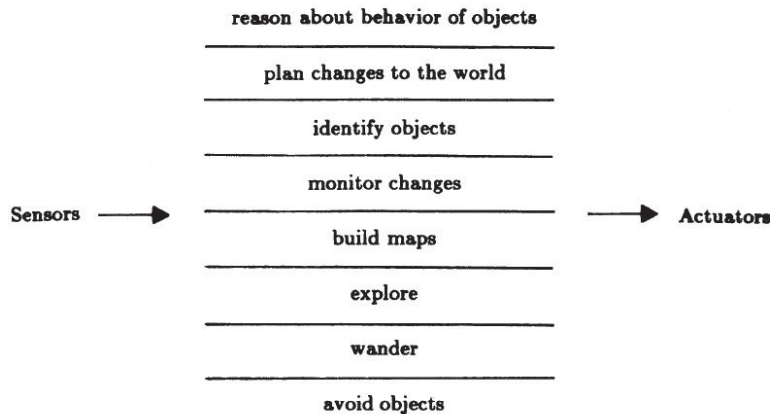 reason about behavior of objects
plan changes to the world
identify objects
monitor changes
Sensors
Actuators
build maps
explore
wander
avoid objects